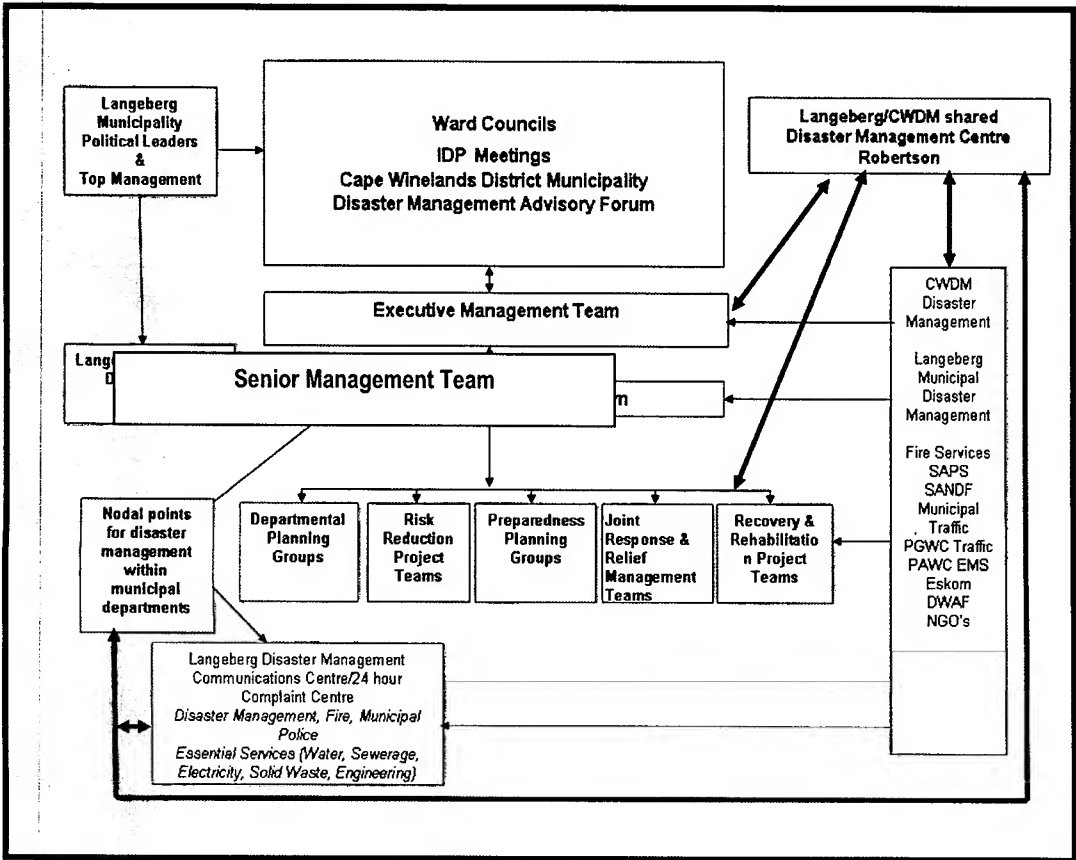 Langeberg
Municipality
Political Leaders
&
Top Management
Ward Councils
IDP Meetings
Cape Winelands District Municipality
Disaster Management Advisory Forum
Langeberg/CWDM shared
Disaster Management Centre
Robertson
Executive Management Team
Senior Management Team
CWDM
Disaster
Management
Langeberg
Municipal
Disaster
Management
Fire Services
SAPS
SANDF
Municipal
Traffic
PGWC Traffic
PAWC EMS
Eskom
DWAF
NGO's
Nodal points
for disaster
management
within
municipal
departments
Departmental
Planning
Groups
Risk
Reduction
Project
Teams
Preparedness
Planning
Groups
Joint
Response &
Relief
Management
Teams
Recovery &
Rehabilitatio
n Project
Teams
Langeberg Disaster Management
Communications Centre/24 hour
Complaint Centre
Disaster Management, Fire, Municipal
Police
Essential Services (Water, Sewerage,
Electricity, Solid Waste, Engineering)